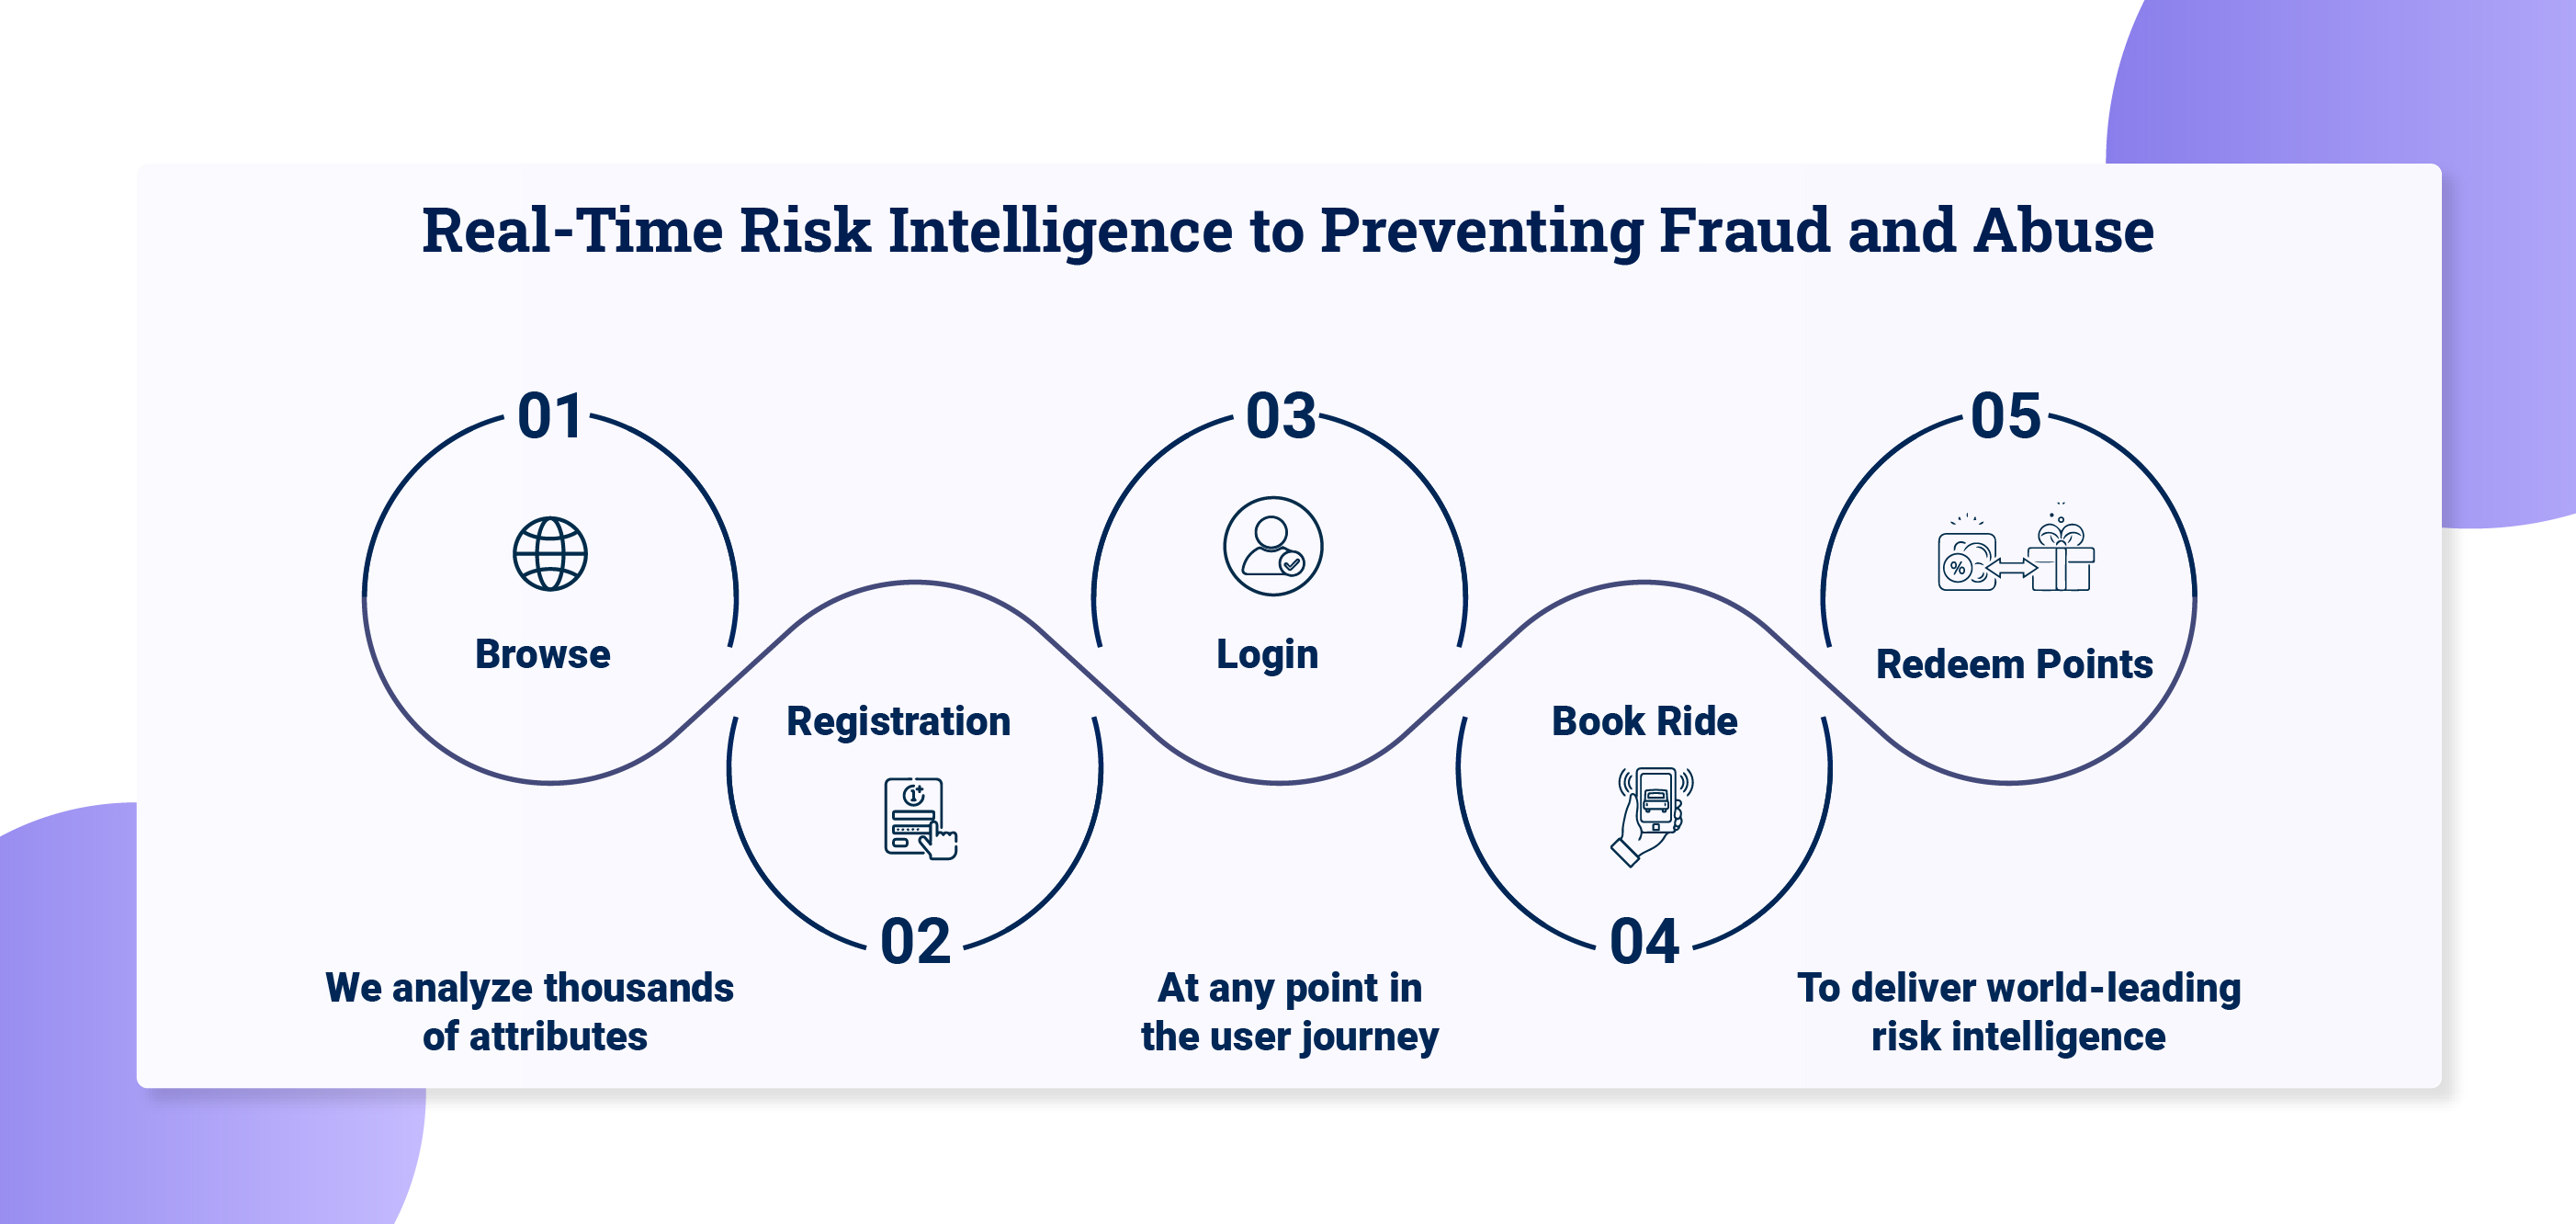 Real-Time Risk Intelligence to Preventing Fraud and Abuse
01
Browse
Registration
02
03
Login
Book Ride
04
05
%
Redeem Points
We analyze thousands
of attributes
At any point in
the user journey
To deliver world-leading
risk intelligence